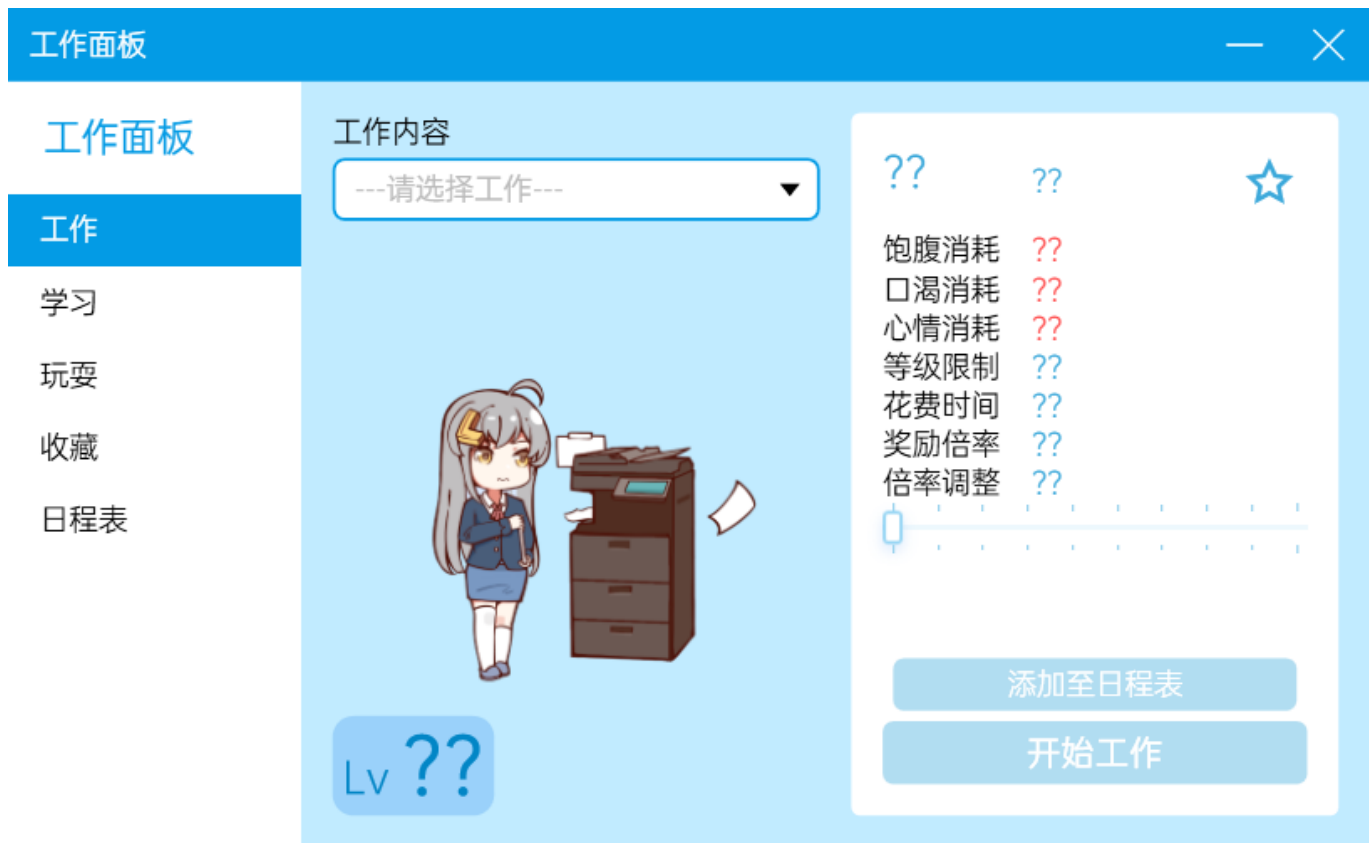 工作面板
工作面板
工作
学习
玩耍
收藏
日程表
工作内容
---请选择工作---
Lv ??
?? ??
饱腹消耗 ??
口渴消耗 ??
心情消耗 ??
等级限制 ??
花费时间 ??
奖励倍率 ??
倍率调整 ??
添加至日程表
开始工作